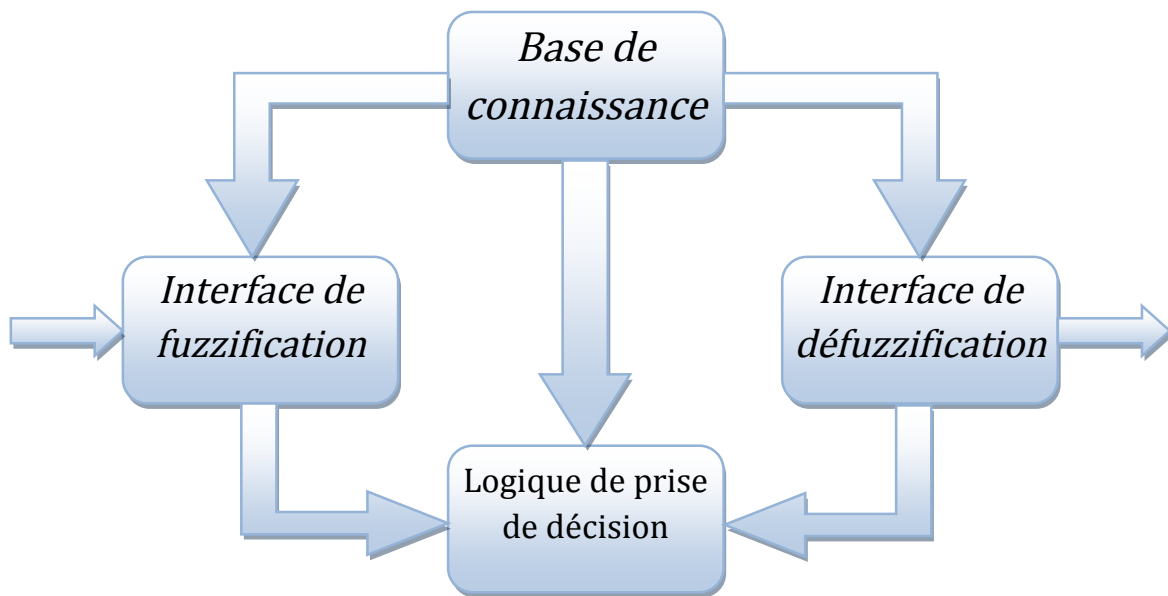 Base de
connaissance
Interface de
fuzzification
Interface de
défuzzification
Logique de prise
de décision